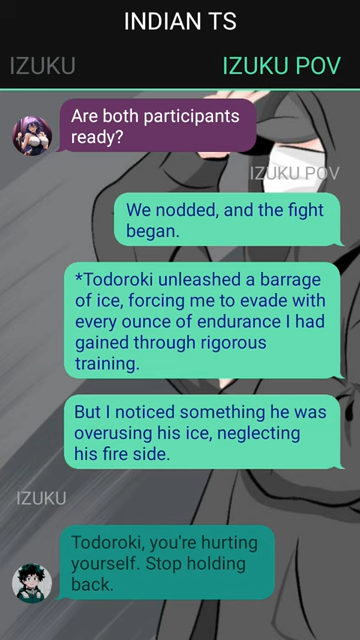 INDIAN TS
IZUKU
IZUKU POV
Are both participants
ready?
IZUKU POV
We nodded, and the fight
began.
*Todoroki unleashed a barrage
of ice, forcing me to evade with
every ounce of endurance I had
gained through rigorous
training.
But I noticed something he was
overusing his ice, neglecting
his fire side.
IZUKU
Todoroki, you're hurting
yourself. Stop holding
back.